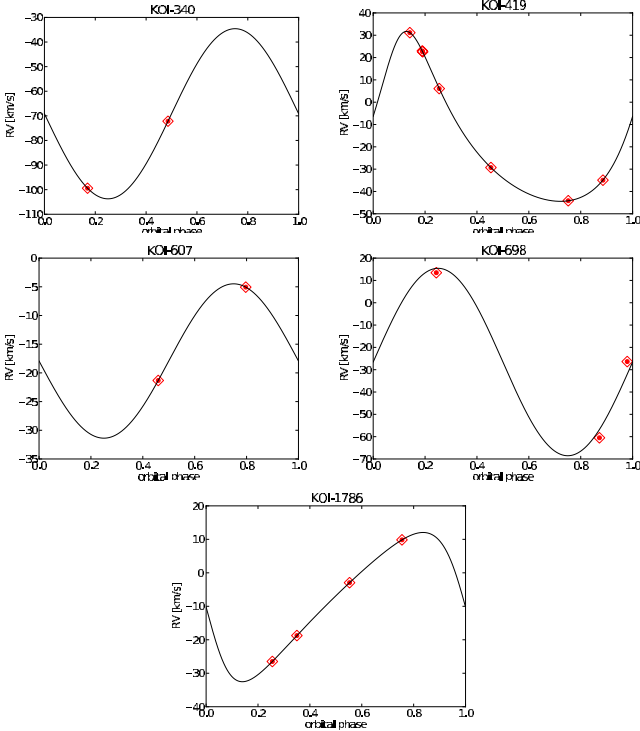 KOI-340
RV [km/s]
−30
−40
−50
−60
−70
−80
−90
−100
−110
0.0 0.2 0.4 0.6 0.8 1.0
orbital phase
KOI-419
RV [km/s]
40
30
20
10
0
−10
−20
−30
−40
−50
0.0 0.2 0.4 0.6 0.8 1.0
orbital phase
KOI-607
RV [km/s]
0
−5
−10
−15
−20
−25
−30
−35
0.0 0.2 0.4 0.6 0.8 1.0
orbital phase
KOI-698
RV [km/s]
20
10
0
−10
−20
−30
−40
−50
−60
−70
0.0 0.2 0.4 0.6 0.8 1.0
orbital phase
KOI-1786
RV [km/s]
20
10
0
−10
−20
−30
−40
0.0 0.2 0.4 0.6 0.8 1.0
orbital phase